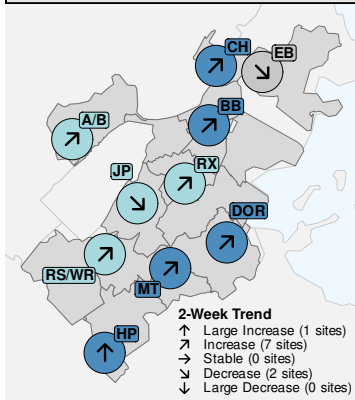 CH
EB
BB
A/B
JP
RX
DOR
RS/WR
MT
HP
2-Week Trend
↑ Large Increase (1 sites)
↗ Increase (7 sites)
→ Stable (0 sites)
↘ Decrease (2 sites)
↓ Large Decrease (0 sites)